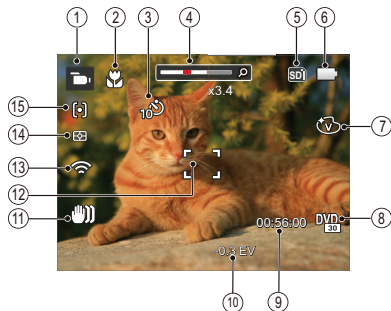 ① ② ③ ④ ⑤ ⑥
SD
x3.4
10
⑮
⑦
V
⑭
⑬
⑫
⑪
00:56:00
DVD
30
⑧
-0.3 EV
⑩ ⑨